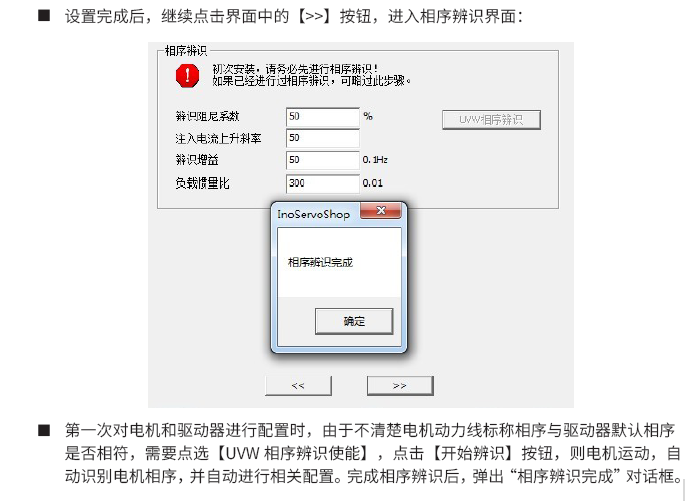 ■ 设置完成后，继续点击界面中的【>>】按钮，进入相序辨识界面：
相序辨识
初次安装，请务必先进行相序辨识！
如果已经进行过相序辨识，可略过此步骤。
辨识阻尼系数 50 % UVW相序辨识
注入电流上升斜率 50
辨识增益 50 0.1Hz
负载惯量比 300 0.01
InoServoShop
相序辨识完成
确定
<< >>
■ 第一次对电机和驱动器进行配置时，由于不清楚电机动力线标称相序与驱动器默认相序
是否相符，需要点选【UVW 相序辨识使能】，点击【开始辨识】按钮，则电机运动，自
动识别电机相序，并自动进行相关配置。完成相序辨识后，弹出“相序辨识完成”对话框。